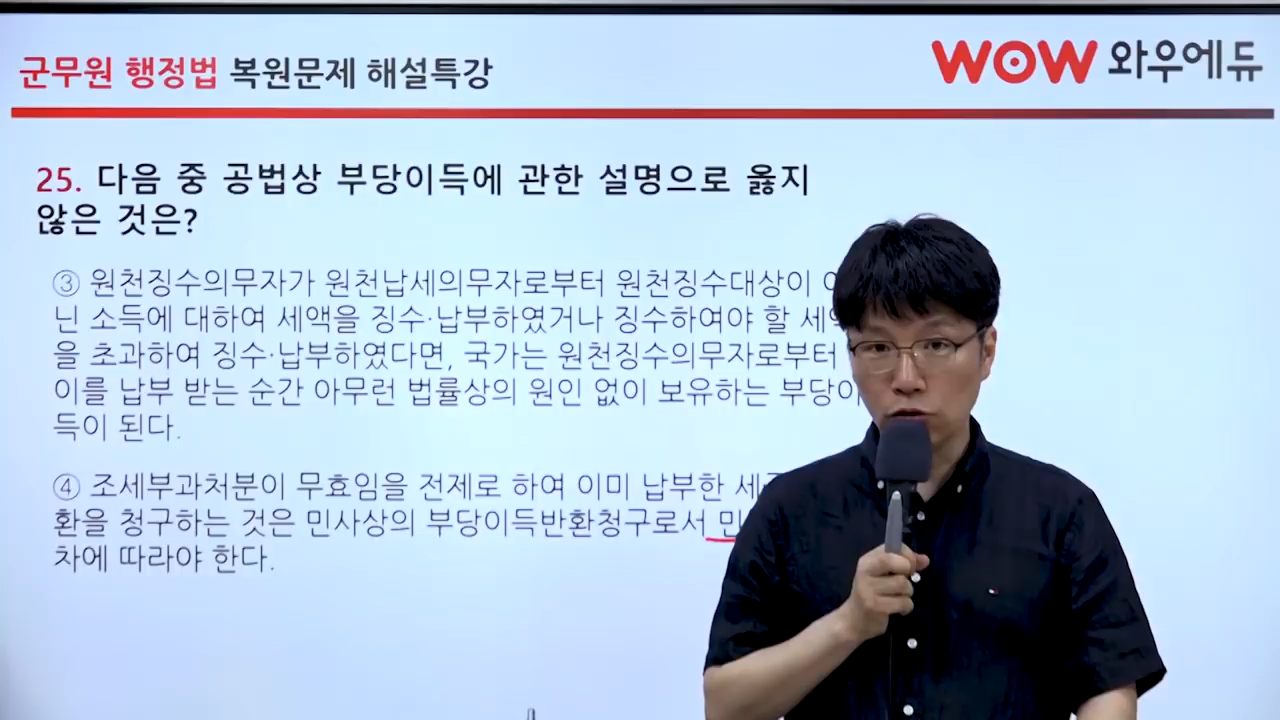 군무원 행정법 복원문제 해설특강
WOW 와우에듀
25. 다음 중 공법상 부당이득에 관한 설명으로 옳지
않은 것은?
③ 원천징수의무자가 원천납세의무자로부터 원천징수대상이
닌 소득에 대하여 세액을 징수·납부하였거나 징수하여야 할
을 초과하여 징수·납부하였다면, 국가는 원천징수의무자로부터
이를 납부 받는 순간 아무런 법률상의 원인 없이 보유하는 부당이
득이 된다.
④ 조세부과처분이 무효임을 전제로 하여 이미 납부한
환을 청구하는 것은 민사상의 부당이득반환청구로서
차에 따라야 한다.